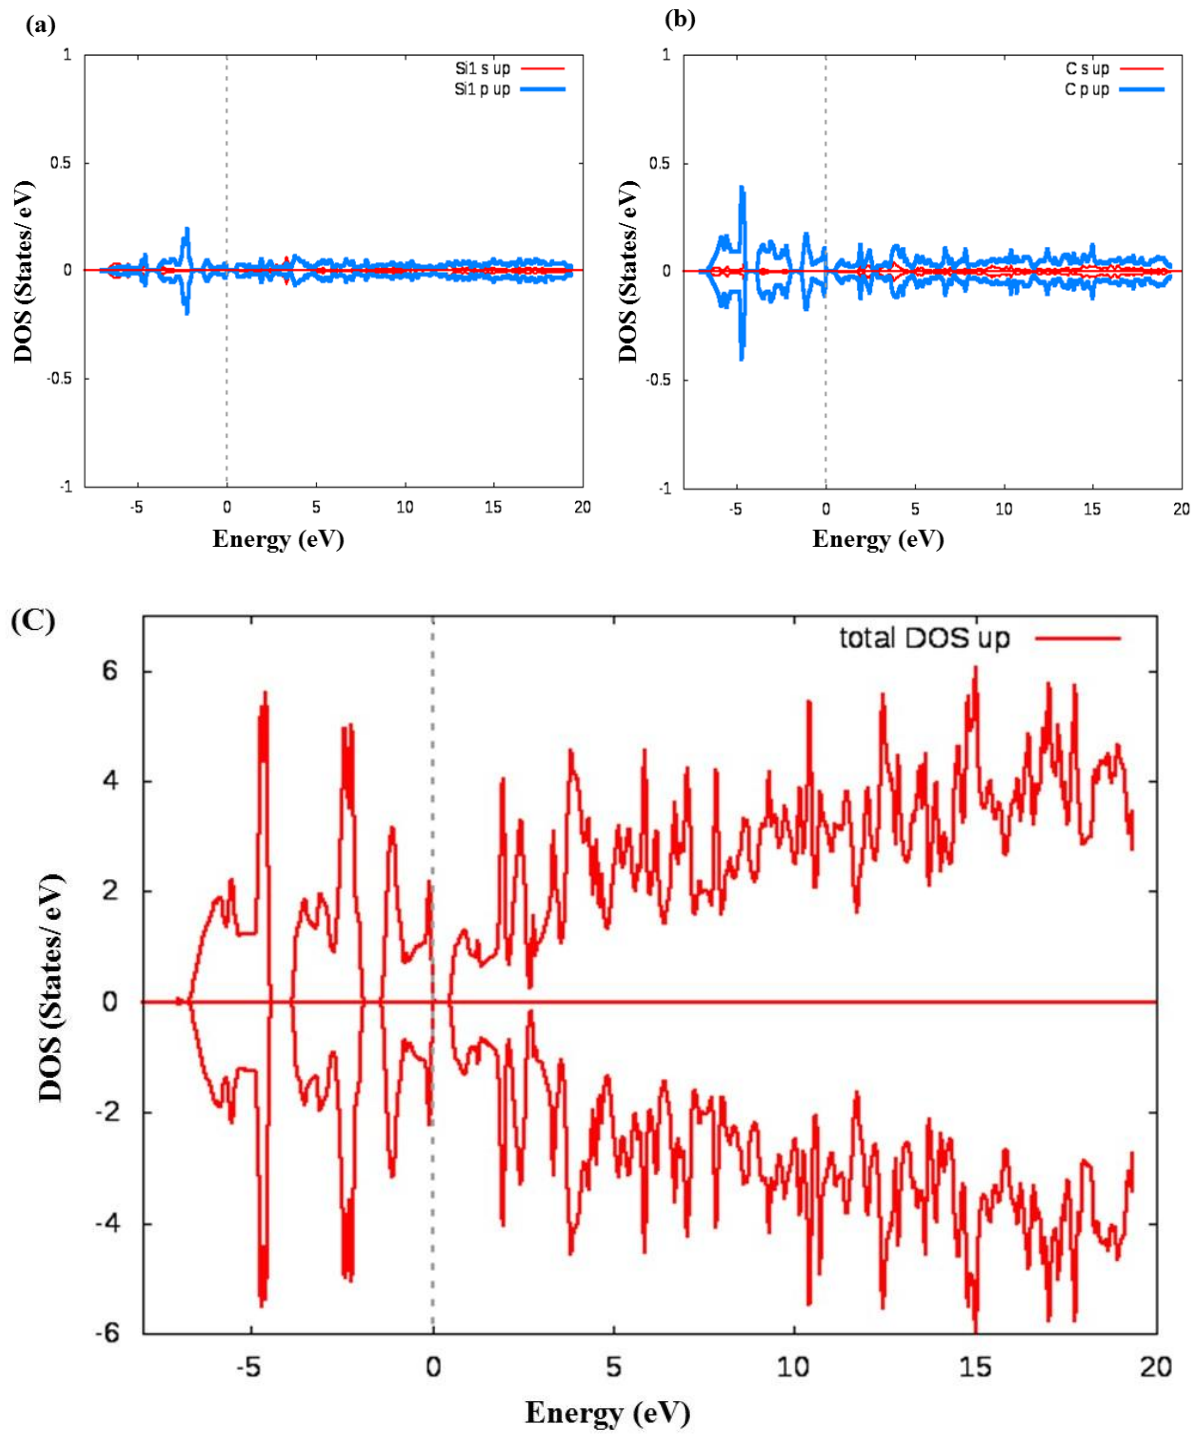 (a)
1
0.5
0
-0.5
-1
DOS (States/ eV)
Si1 s up
Si1 p up
-5 0 5 10 15 20
Energy (eV)
(b)
1
0.5
0
-0.5
-1
DOS (States/ eV)
C s up
C p up
-5 0 5 10 15 20
Energy (eV)
(C)
6
4
2
0
-2
-4
-6
DOS (States/ eV)
total DOS up
-5 0 5 10 15 20
Energy (eV)